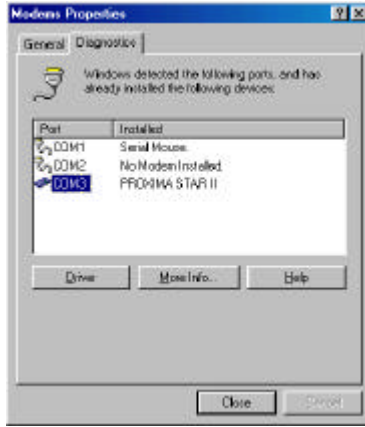 Modems Properties
General Diagnostics
Windows detected the following ports, and has
already installed the following devices:
Port Installed
COM1 Serial Mouse.
COM2 No Modem Installed.
COM3 PROXIMA STAR II
Driver More Info... Help
Close Cancel